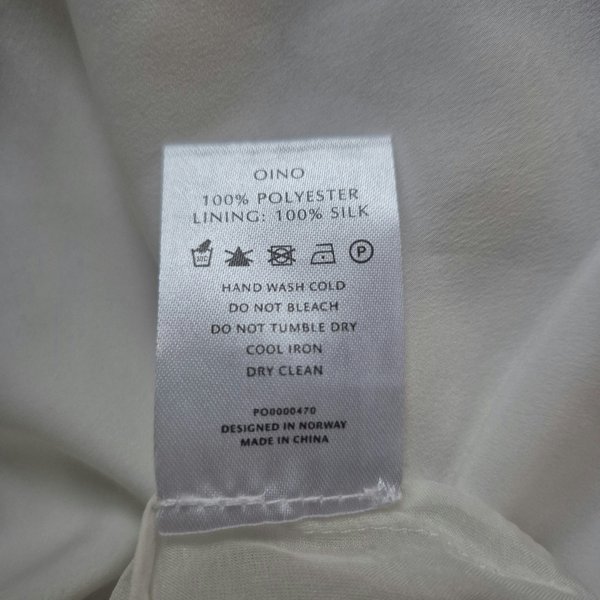 OINO
100% POLYESTER
LINING: 100% SILK
30C
P
HAND WASH COLD
DO NOT BLEACH
DO NOT TUMBLE DRY
COOL IRON
DRY CLEAN
PO0000470
DESIGNED IN NORWAY
MADE IN CHINA